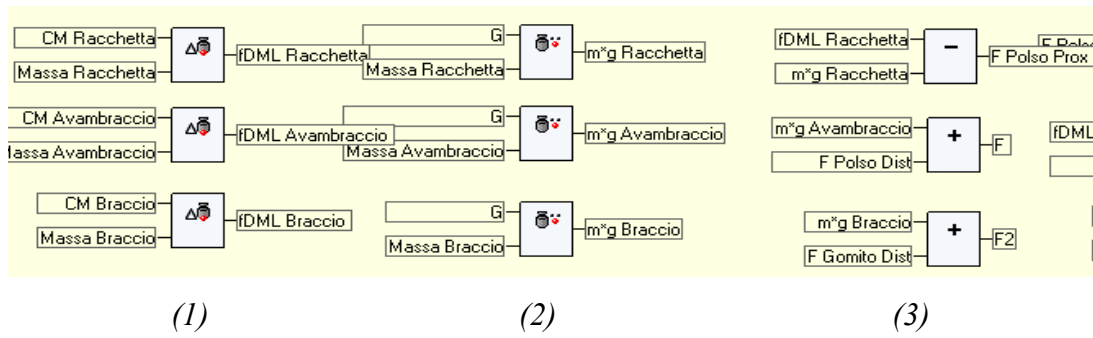 CM Racchetta
Massa Racchetta
fDML Racchetta
CM Avambraccio
Massa Avambraccio
fDML Avambraccio
CM Braccio
Massa Braccio
fDML Braccio
G
Massa Racchetta
m*g Racchetta
G
Massa Avambraccio
m*g Avambraccio
G
Massa Braccio
m*g Braccio
fDML Racchetta
m*g Racchetta
−
F Polso Prox
m*g Avambraccio
F Polso Dist
+
F
fDML
m*g Braccio
F Gomito Dist
+
F2
(1) (2) (3)